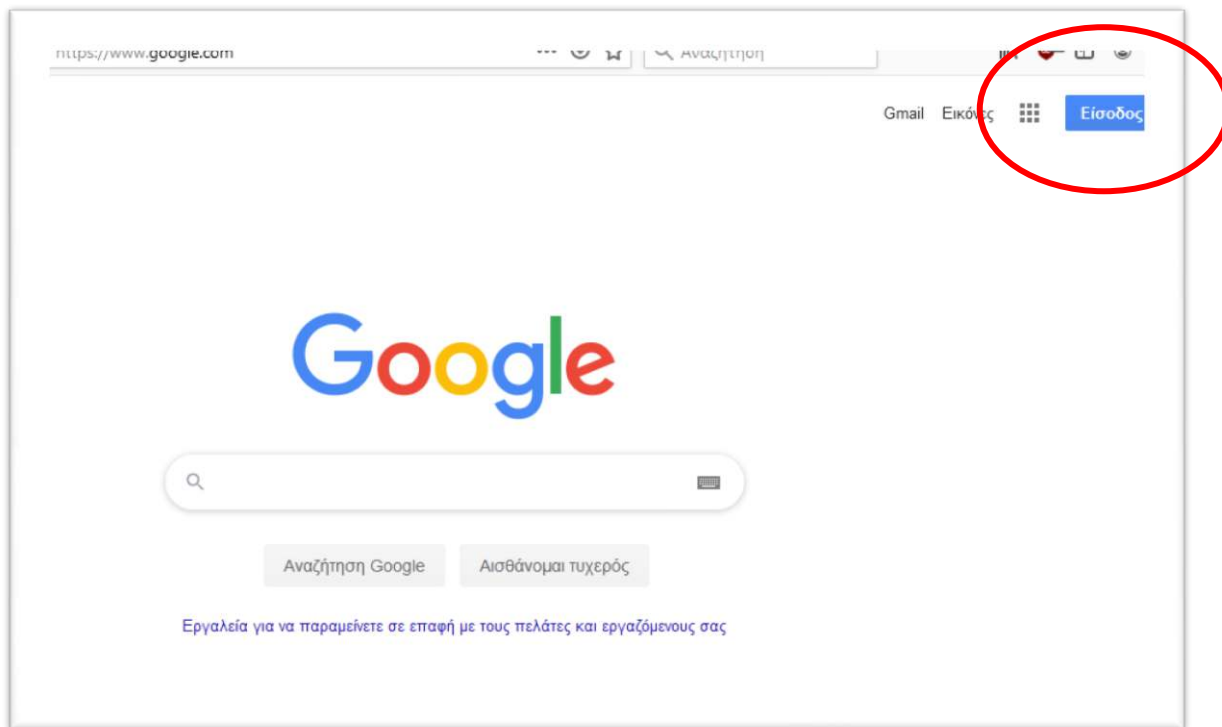 https://www.google.com
Αναζήτηση
Gmail Εικόνες Είσοδος
Google
Αναζήτηση Google Αισθάνομαι τυχερός
Εργαλεία για να παραμείνετε σε επαφή με τους πελάτες και εργαζόμενους σας